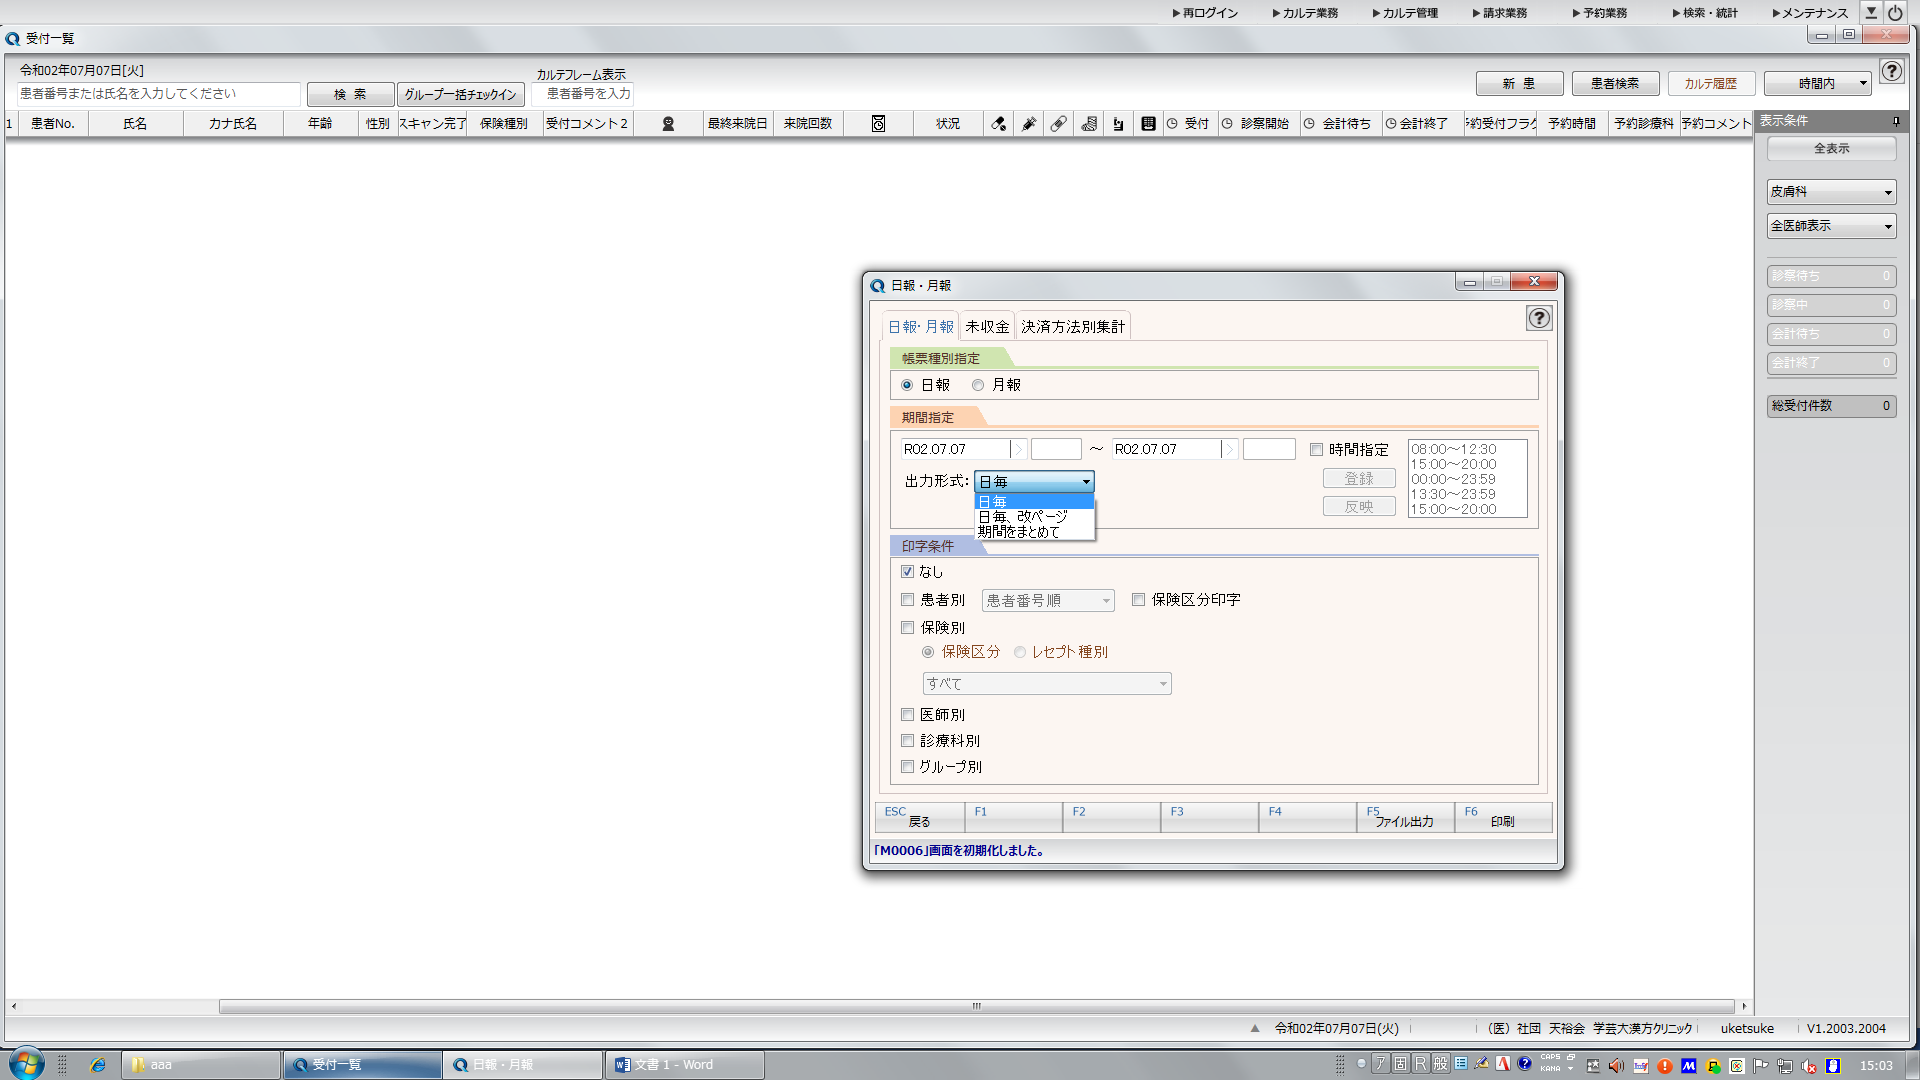 ▶再ログイン ▶カルテ業務 ▶カルテ管理 ▶請求業務 ▶予約業務 ▶検索・統計 ▶メンテナンス
受付一覧
令和02年07月07日[火]
カルテフレーム表示
患者番号または氏名を入力してください 検 索 グループ一括チェックイン 患者番号を入力 新 患 患者検索 カルテ履歴 時間内
1 患者No. 氏名 カナ氏名 年齢 性別 スキャン完了 保険種別 受付コメント2 最終来院日 来院回数 状況 受付 診察開始 会計待ち 会計終了 予約受付フラグ 予約時間 予約診療科 予約コメント
表示条件
全表示
皮膚科
全医師表示
診察待ち 0
診察中 0
会計待ち 0
会計終了 0
総受付件数 0
日報・月報
日報・月報 未収金 決済方法別集計
帳票種別指定
日報 月報
期間指定
R02.07.07 ～ R02.07.07 時間指定
08:00～12:30
15:00～20:00
00:00～23:59
13:30～23:59
15:00～20:00
登録
反映
出力形式: 日毎
日毎
日毎、改ページ
期間をまとめて
印字条件
なし
患者別 患者番号順 保険区分印字
保険別
保険区分 レセプト種別
すべて
医師別
診療科別
グループ別
ESC 戻る F1 F2 F3 F4 F5 ファイル出力 F6 印刷
「M0006」画面を初期化しました。
令和02年07月07日(火) （医）社団 天裕会 学芸大漢方クリニック uketsuke V1.2003.2004
aaa 受付一覧 日報・月報 文書 1 - Word ア 固 R 般 CAPS KANA 15:03